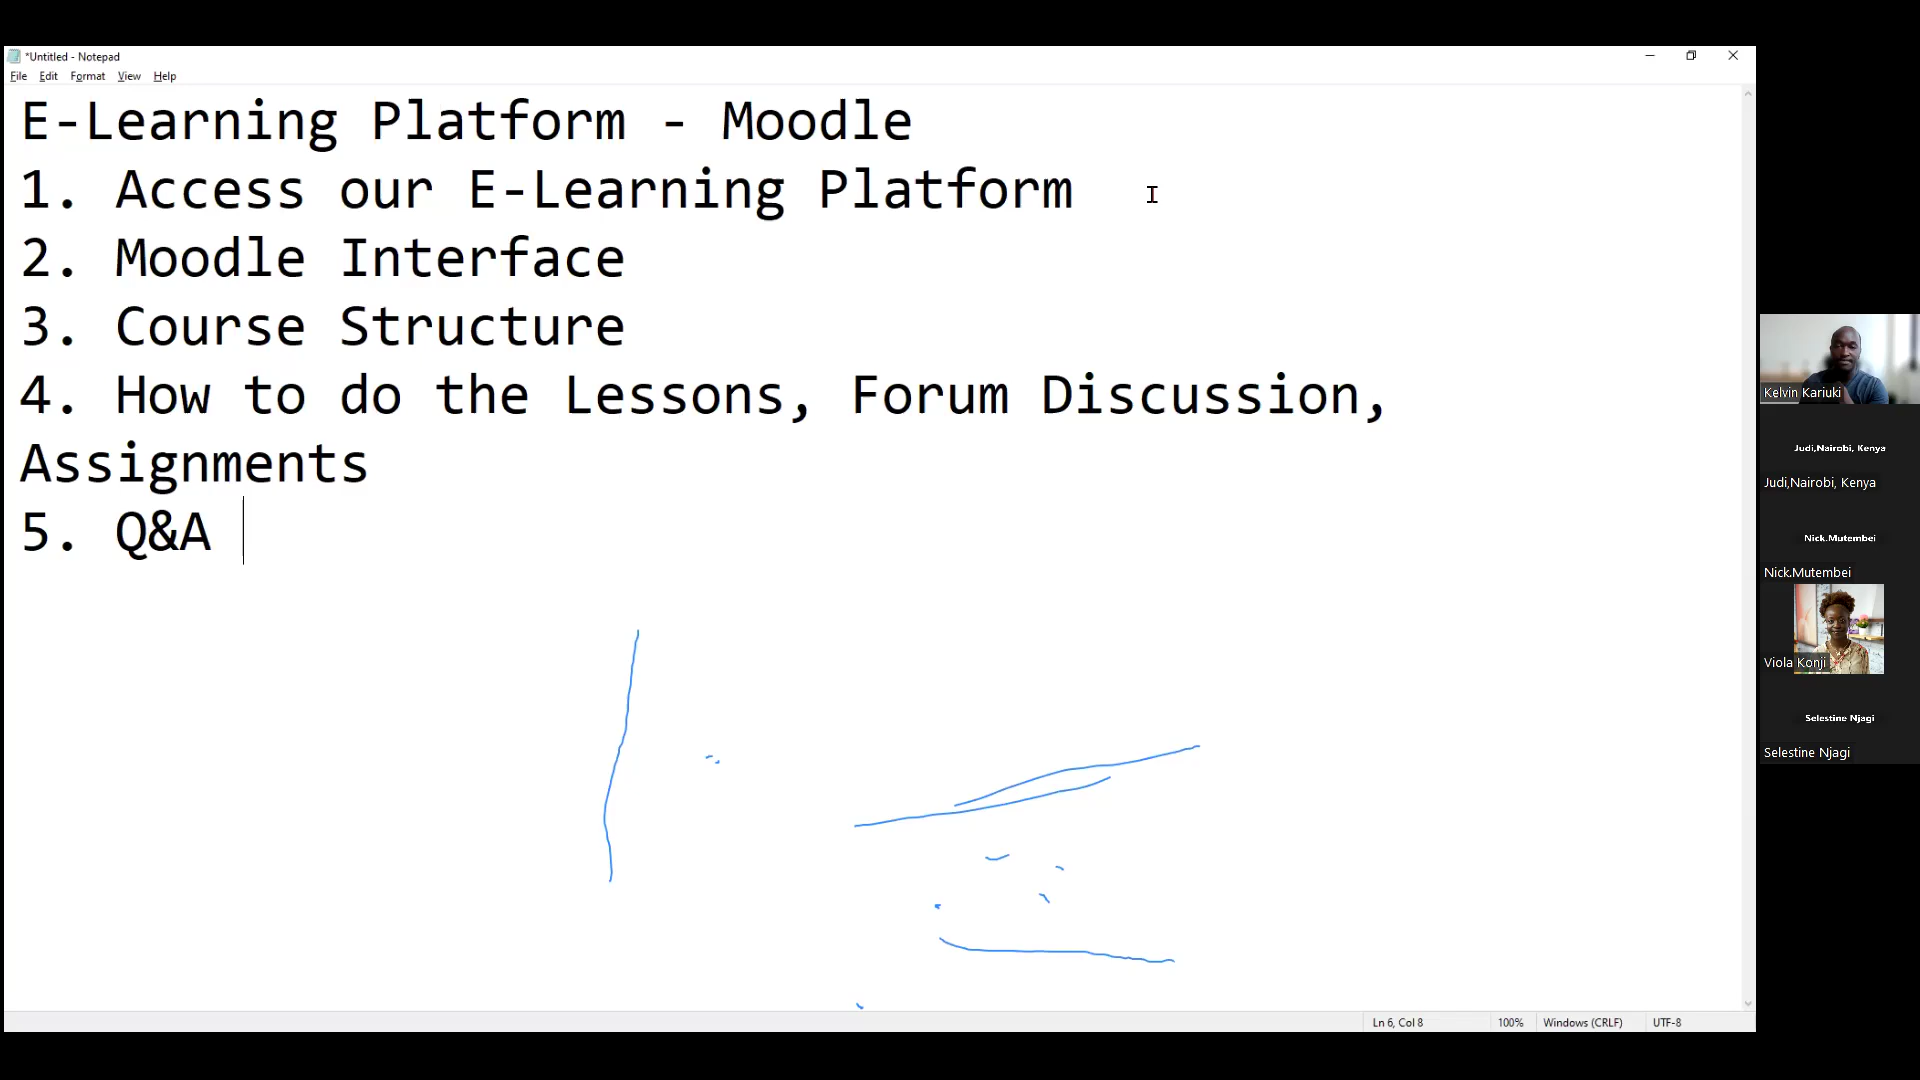 *Untitled - Notepad
File Edit Format View Help
E-Learning Platform - Moodle
1. Access our E-Learning Platform
2. Moodle Interface
3. Course Structure
4. How to do the Lessons, Forum Discussion,
Assignments
5. Q&A
Kelvin Kariuki
Judi,Nairobi, Kenya
Judi,Nairobi, Kenya
Nick.Mutembei
Nick.Mutembei
Viola Konji
Selestine Njagi
Selestine Njagi
Ln 6, Col 8 100% Windows (CRLF) UTF-8